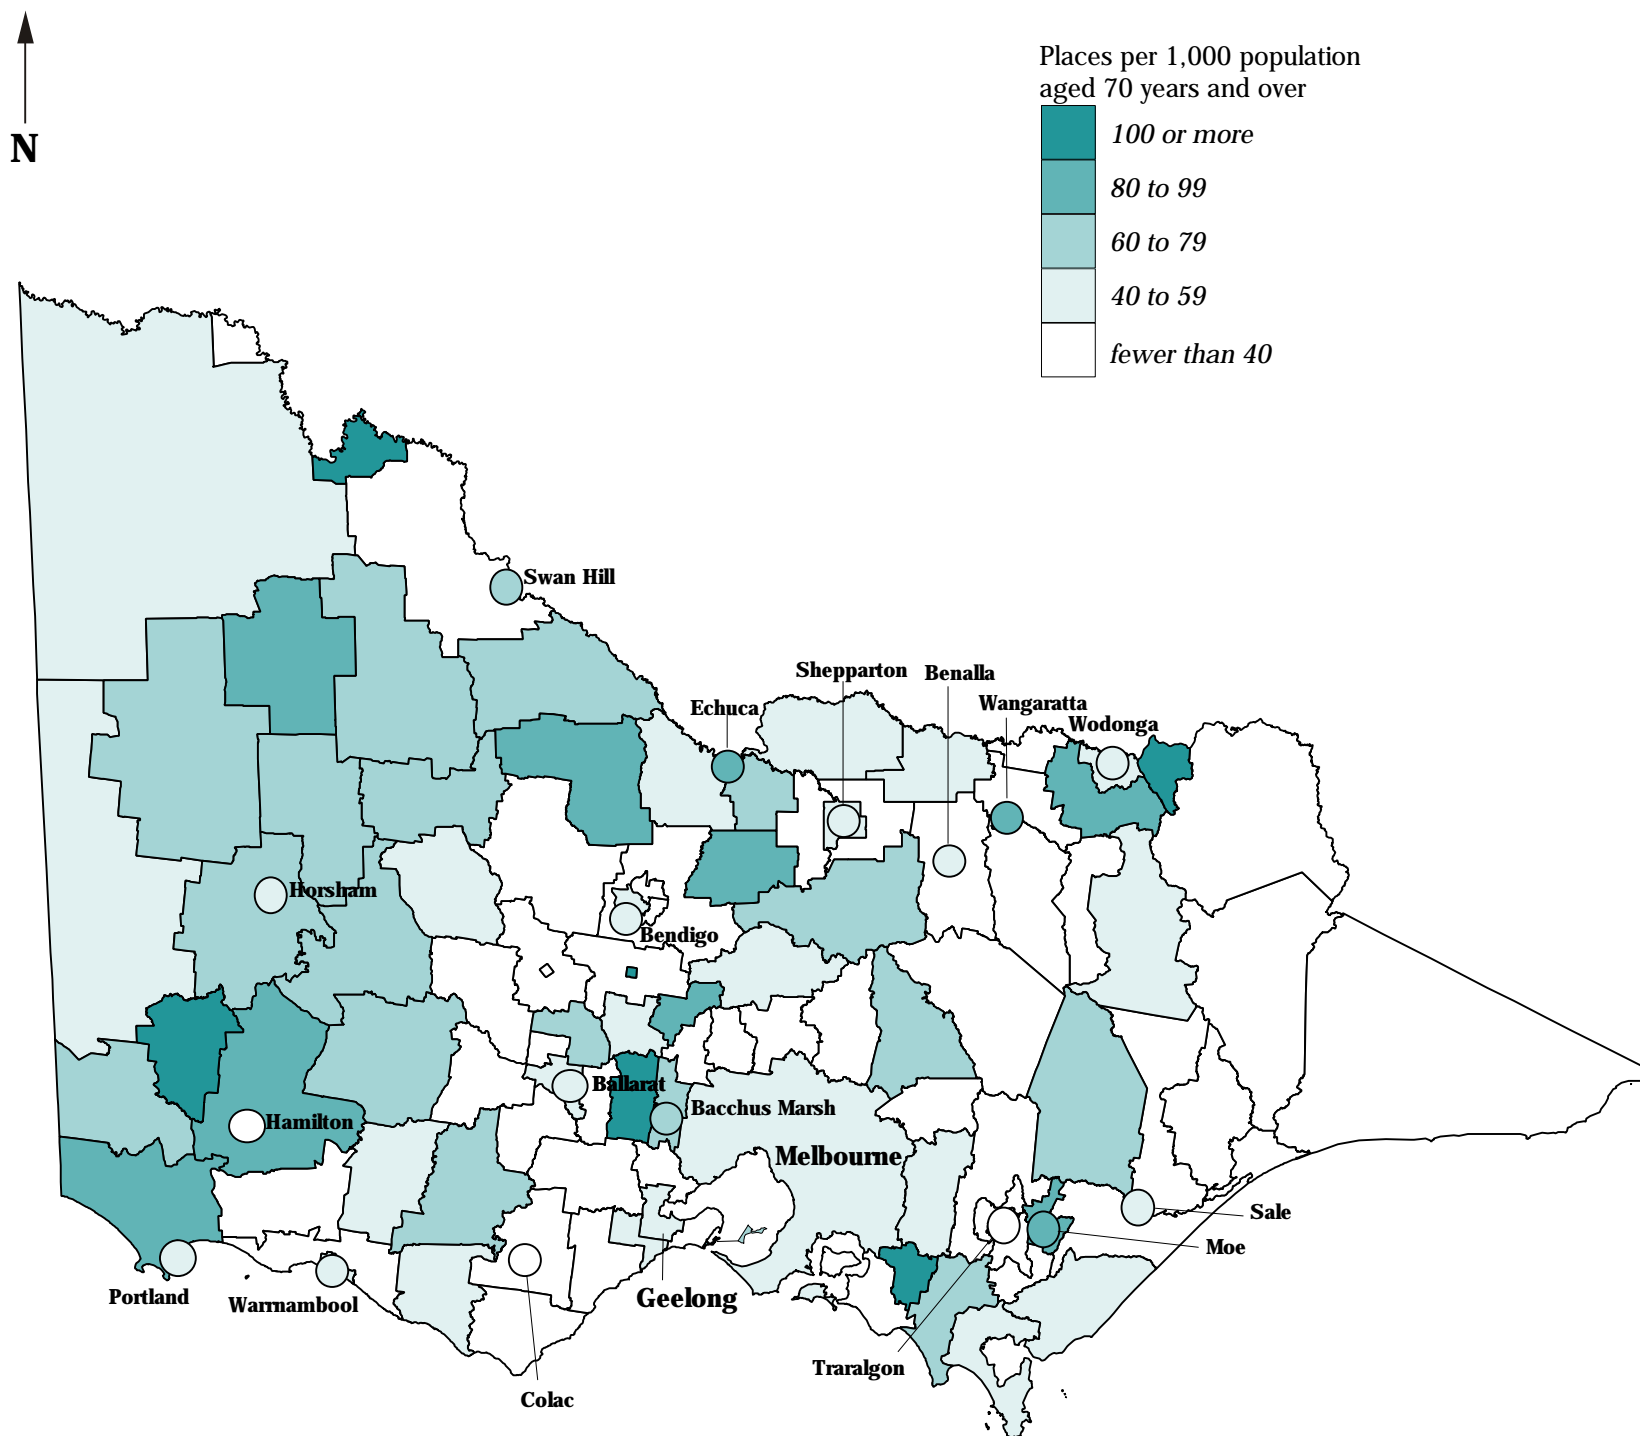 N
Places per 1,000 population
aged 70 years and over
100 or more
80 to 99
60 to 79
40 to 59
fewer than 40
Swan Hill
Shepparton
Benalla
Echuca
Wangaratta
Wodonga
Horsham
Bendigo
Ballarat
Bacchus Marsh
Hamilton
Melbourne
Sale
Moe
Portland
Warrnambool
Geelong
Traralgon
Colac